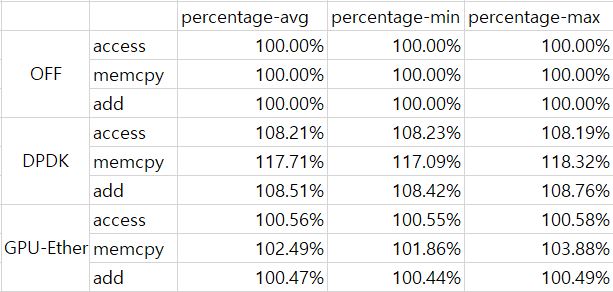 percentage-avg percentage-min percentage-max
OFF access 100.00% 100.00% 100.00%
memcpy 100.00% 100.00% 100.00%
add 100.00% 100.00% 100.00%
DPDK access 108.21% 108.23% 108.19%
memcpy 117.71% 117.09% 118.32%
add 108.51% 108.42% 108.76%
GPU-Ether access 100.56% 100.55% 100.58%
memcpy 102.49% 101.86% 103.88%
add 100.47% 100.44% 100.49%